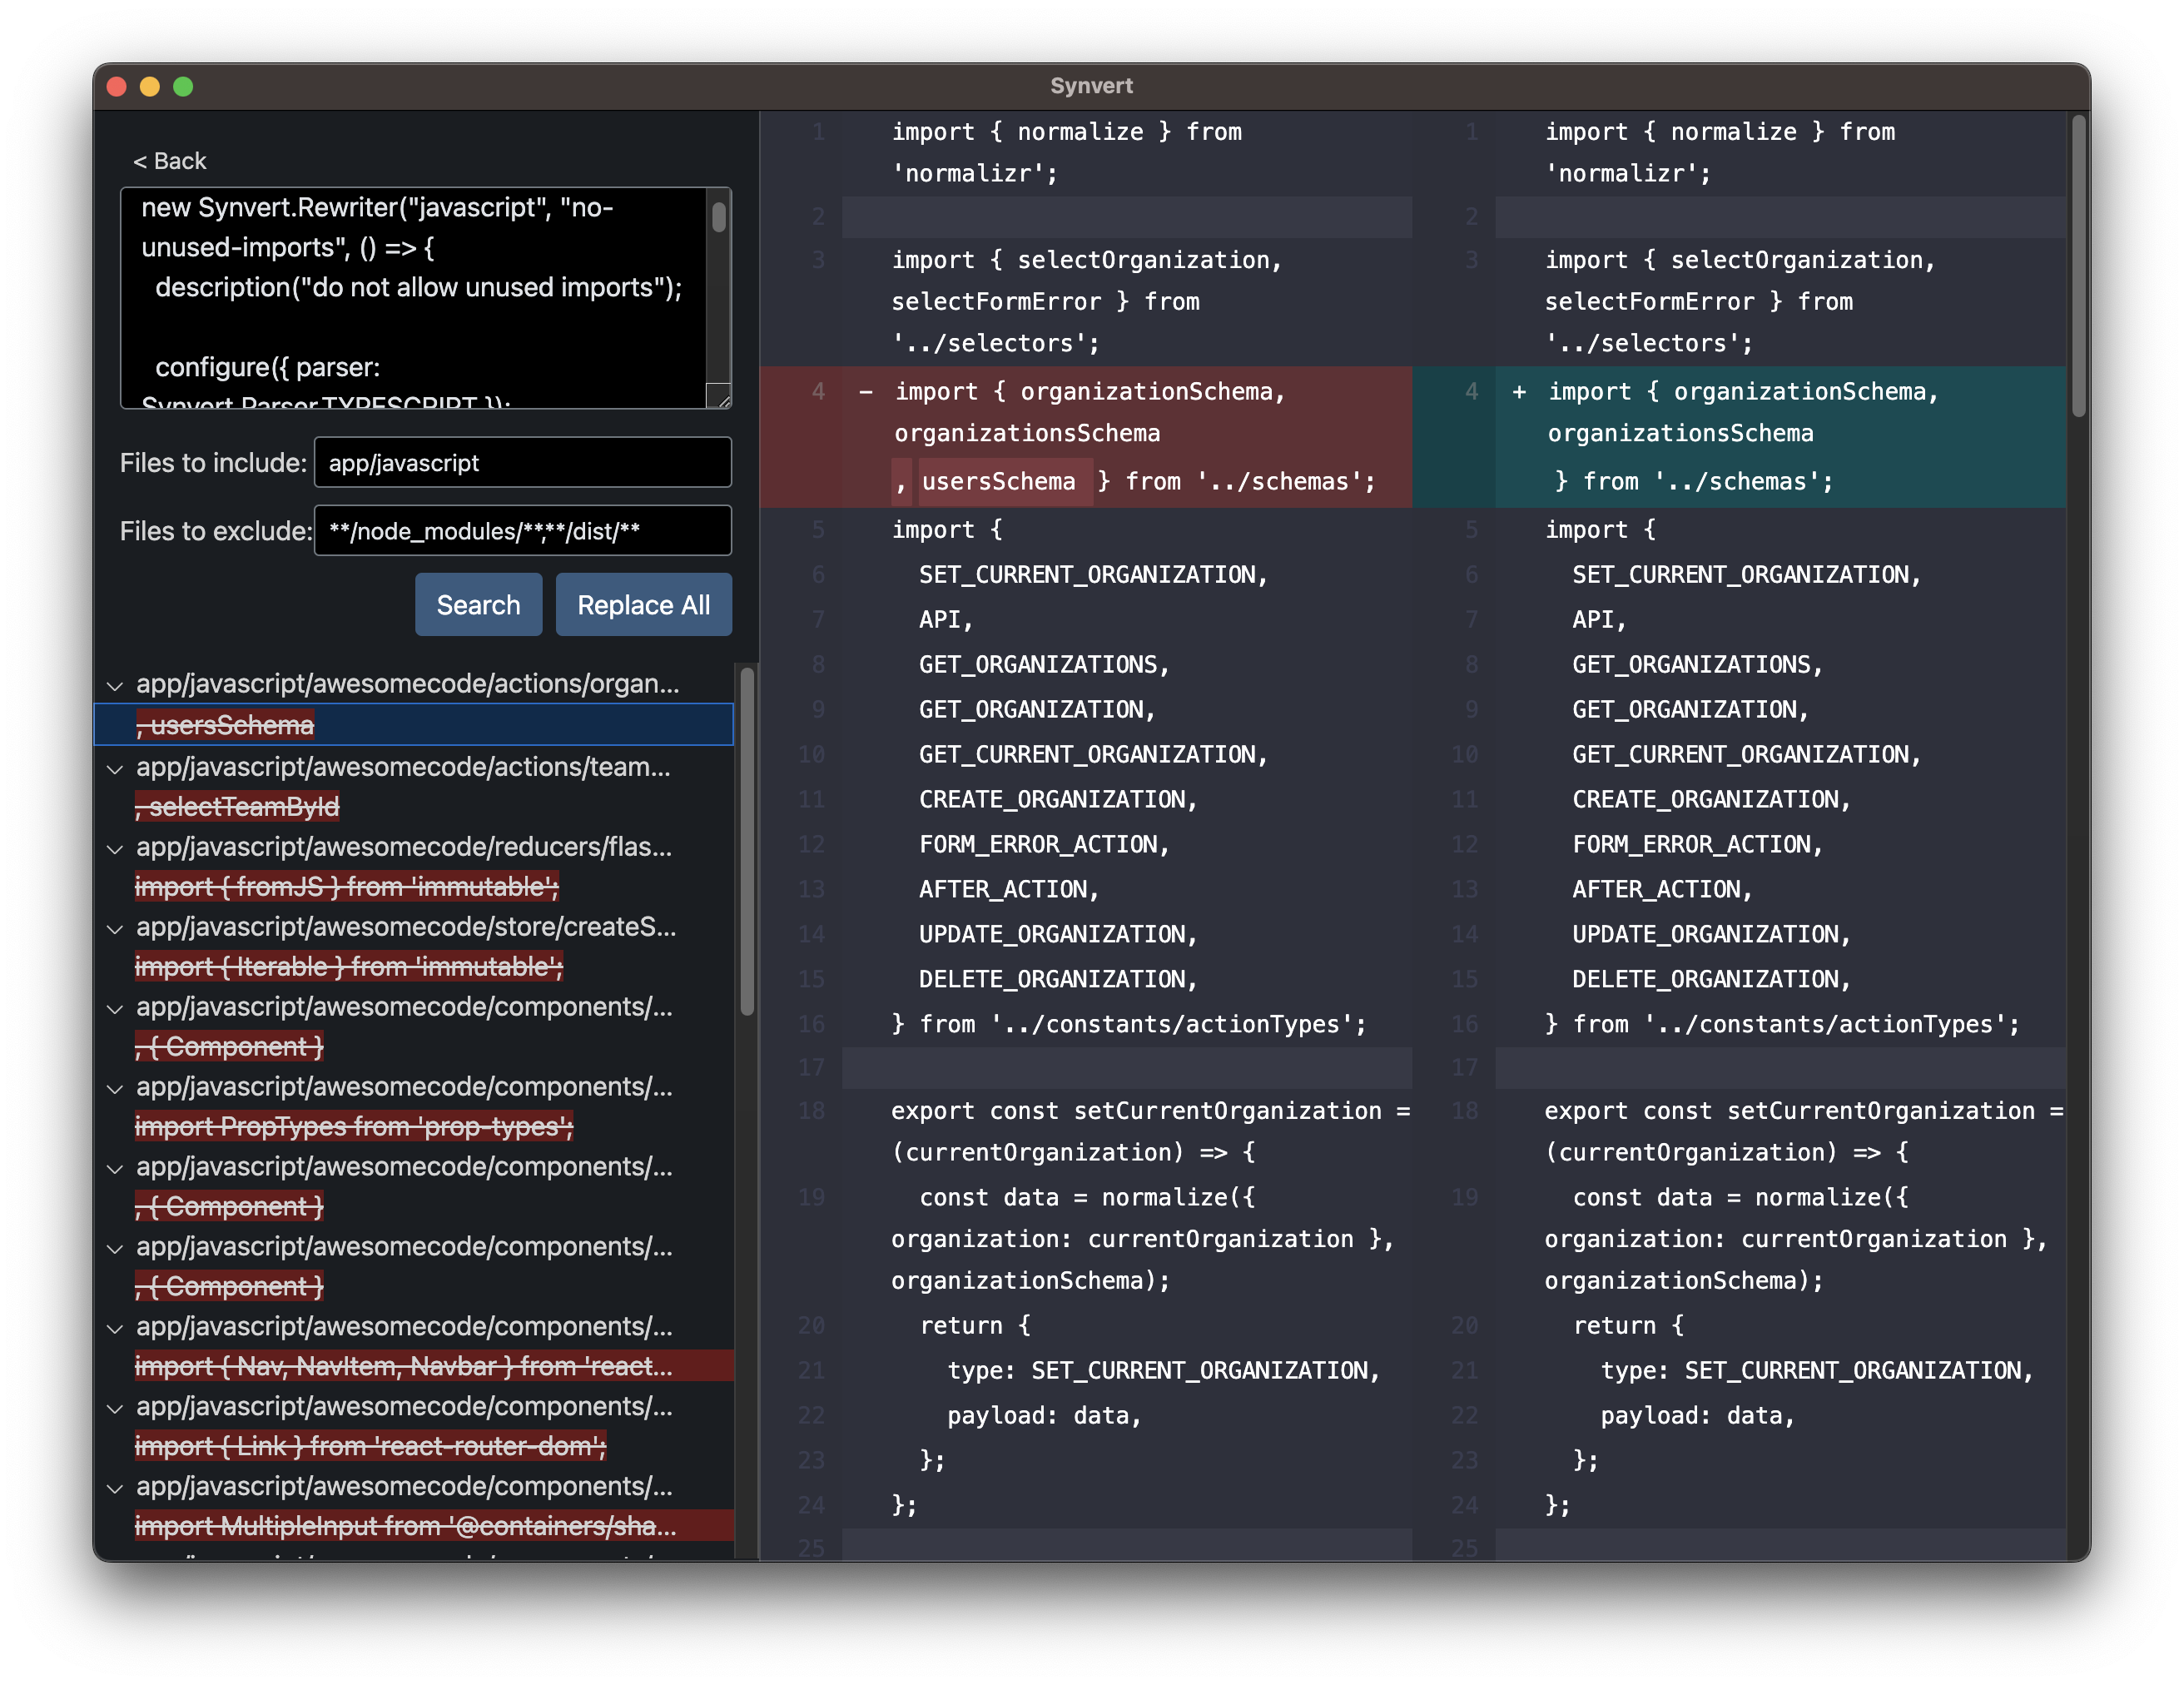 Synvert
< Back
new Synvert.Rewriter("javascript", "no-
unused-imports", () => {
description("do not allow unused imports");
configure({ parser:
Synvert.Parser.TYPESCRIPT });
Files to include: app/javascript
Files to exclude: **/node_modules/**,**/dist/**
Search Replace All
app/javascript/awesomecode/actions/organ...
, usersSchema
app/javascript/awesomecode/actions/team...
, selectTeamById
app/javascript/awesomecode/reducers/flas...
import { fromJS } from 'immutable';
app/javascript/awesomecode/store/createS...
import { Iterable } from 'immutable';
app/javascript/awesomecode/components/...
, { Component }
app/javascript/awesomecode/components/...
import PropTypes from 'prop-types';
app/javascript/awesomecode/components/...
, { Component }
app/javascript/awesomecode/components/...
, { Component }
app/javascript/awesomecode/components/...
import { Nav, NavItem, Navbar } from 'react...
app/javascript/awesomecode/components/...
import { Link } from 'react-router-dom';
app/javascript/awesomecode/components/...
import MultipleInput from '@containers/sha...
1 import { normalize } from
'normalizr';
2
3 import { selectOrganization,
selectFormError } from
'../selectors';
4 - import { organizationSchema,
organizationsSchema
, usersSchema } from '../schemas';
5 import {
6 SET_CURRENT_ORGANIZATION,
7 API,
8 GET_ORGANIZATIONS,
9 GET_ORGANIZATION,
10 GET_CURRENT_ORGANIZATION,
11 CREATE_ORGANIZATION,
12 FORM_ERROR_ACTION,
13 AFTER_ACTION,
14 UPDATE_ORGANIZATION,
15 DELETE_ORGANIZATION,
16 } from '../constants/actionTypes';
17
18 export const setCurrentOrganization =
(currentOrganization) => {
19 const data = normalize({
organization: currentOrganization },
organizationSchema);
20 return {
21 type: SET_CURRENT_ORGANIZATION,
22 payload: data,
23 };
24 };
25
1 import { normalize } from
'normalizr';
2
3 import { selectOrganization,
selectFormError } from
'../selectors';
4 + import { organizationSchema,
organizationsSchema
} from '../schemas';
5 import {
6 SET_CURRENT_ORGANIZATION,
7 API,
8 GET_ORGANIZATIONS,
9 GET_ORGANIZATION,
10 GET_CURRENT_ORGANIZATION,
11 CREATE_ORGANIZATION,
12 FORM_ERROR_ACTION,
13 AFTER_ACTION,
14 UPDATE_ORGANIZATION,
15 DELETE_ORGANIZATION,
16 } from '../constants/actionTypes';
17
18 export const setCurrentOrganization =
(currentOrganization) => {
19 const data = normalize({
organization: currentOrganization },
organizationSchema);
20 return {
21 type: SET_CURRENT_ORGANIZATION,
22 payload: data,
23 };
24 };
25